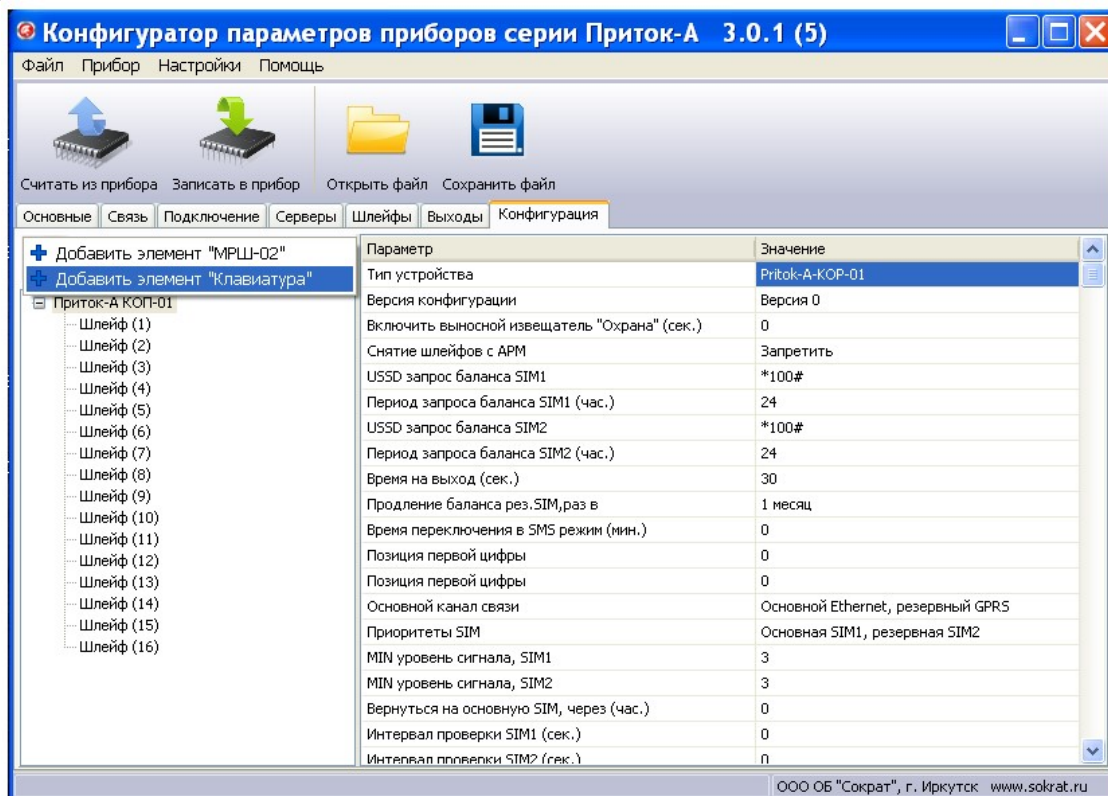 Конфигуратор параметров приборов серии Приток-А 3.0.1 (5)
Файл Прибор Настройки Помощь
Считать из прибора Записать в прибор Открыть файл Сохранить файл
Основные Связь Подключение Серверы Шлейфы Выходы Конфигурация
Добавить элемент "МРШ-02"
Добавить элемент "Клавиатура"
Приток-А КОП-01
Шлейф (1)
Шлейф (2)
Шлейф (3)
Шлейф (4)
Шлейф (5)
Шлейф (6)
Шлейф (7)
Шлейф (8)
Шлейф (9)
Шлейф (10)
Шлейф (11)
Шлейф (12)
Шлейф (13)
Шлейф (14)
Шлейф (15)
Шлейф (16)
Параметр Значение
Тип устройства Pritok-A-KOP-01
Версия конфигурации Версия 0
Включить выносной извещатель "Охрана" (сек.) 0
Снятие шлейфов с АРМ Запретить
USSD запрос баланса SIM1 *100#
Период запроса баланса SIM1 (час.) 24
USSD запрос баланса SIM2 *100#
Период запроса баланса SIM2 (час.) 24
Время на выход (сек.) 30
Продление баланса рез.SIM,раз в 1 месяц
Время переключения в SMS режим (мин.) 0
Позиция первой цифры 0
Позиция первой цифры 0
Основной канал связи Основной Ethernet, резервный GPRS
Приоритеты SIM Основная SIM1, резервная SIM2
MIN уровень сигнала, SIM1 3
MIN уровень сигнала, SIM2 3
Вернуться на основную SIM, через (час.) 0
Интервал проверки SIM1 (сек.) 0
Интервал проверки SIM2 (сек.) 0
ООО ОБ "Сократ", г. Иркутск www.sokrat.ru